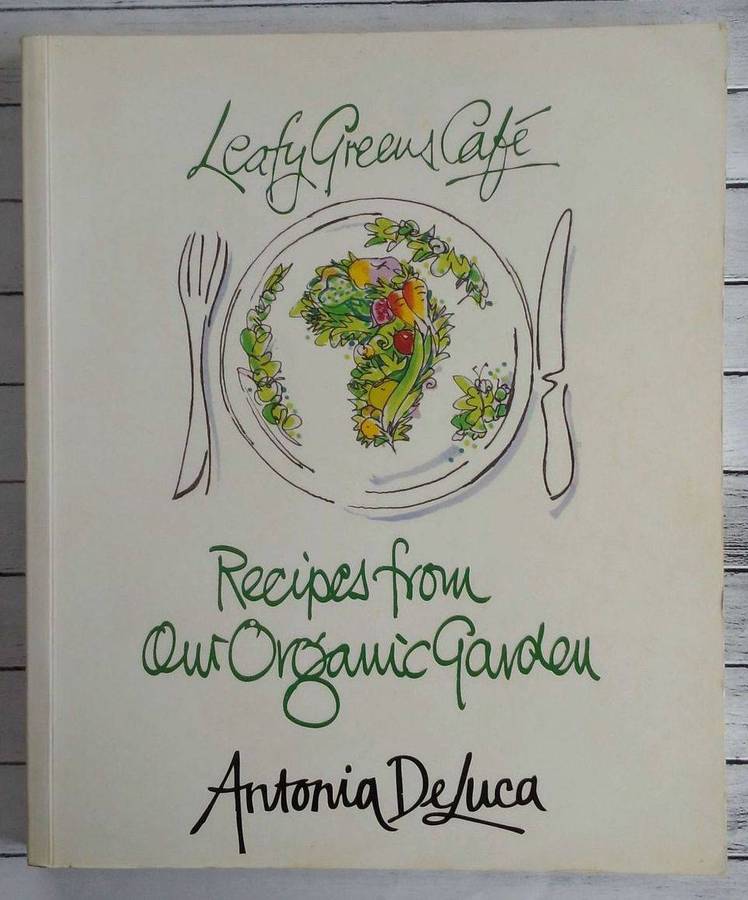 Leafy Greens Café
Recipes from
Our Organic Garden
Antonia DeLuca